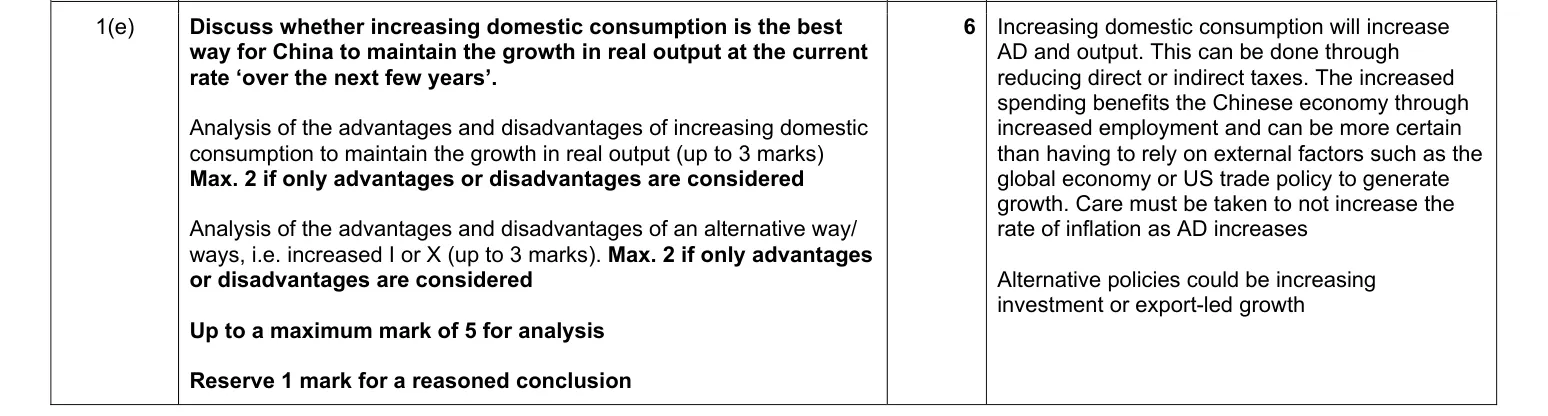 1(e)
Discuss whether increasing domestic consumption is the best
way for China to maintain the growth in real output at the current
rate ‘over the next few years’.
Analysis of the advantages and disadvantages of increasing domestic
consumption to maintain the growth in real output (up to 3 marks)
Max. 2 if only advantages or disadvantages are considered
Analysis of the advantages and disadvantages of an alternative way/
ways, i.e. increased I or X (up to 3 marks). Max. 2 if only advantages
or disadvantages are considered
Up to a maximum mark of 5 for analysis
Reserve 1 mark for a reasoned conclusion
6
Increasing domestic consumption will increase
AD and output. This can be done through
reducing direct or indirect taxes. The increased
spending benefits the Chinese economy through
increased employment and can be more certain
than having to rely on external factors such as the
global economy or US trade policy to generate
growth. Care must be taken to not increase the
rate of inflation as AD increases
Alternative policies could be increasing
investment or export-led growth